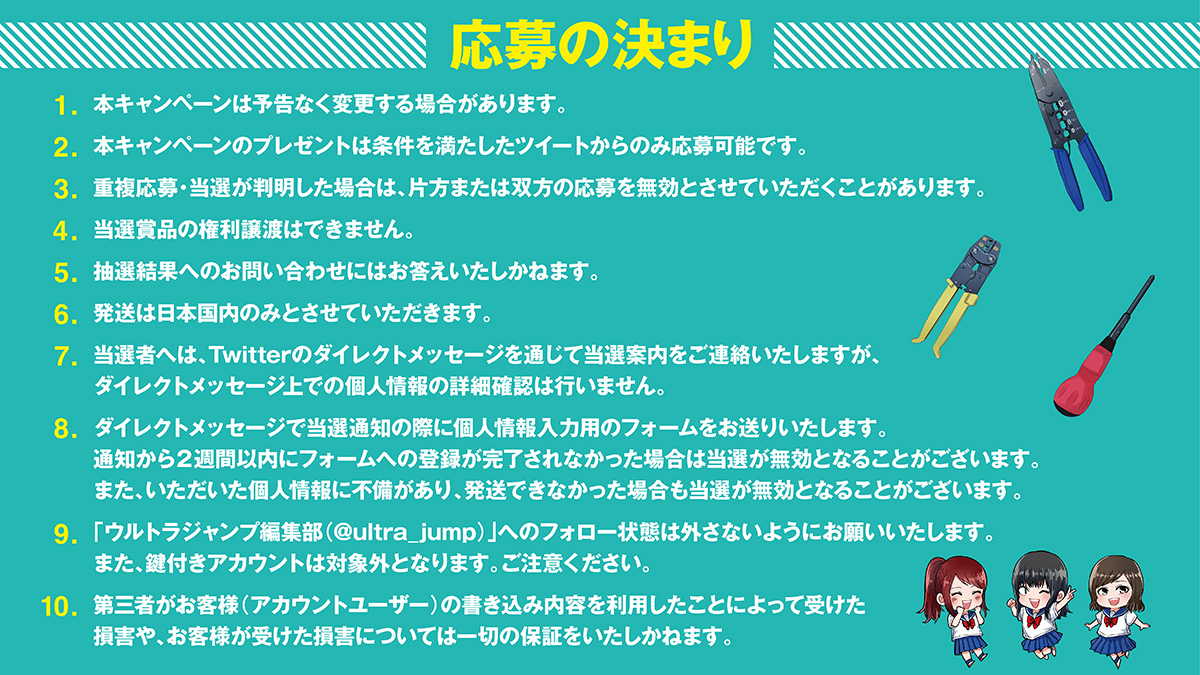 応募の決まり
1. 本キャンペーンは予告なく変更する場合があります。
2. 本キャンペーンのプレゼントは条件を満たしたツイートからのみ応募可能です。
3. 重複応募・当選が判明した場合は、片方または双方の応募を無効とさせていただくことがあります。
4. 当選賞品の権利譲渡はできません。
5. 抽選結果へのお問い合わせにはお答えいたしかねます。
6. 発送は日本国内のみとさせていただきます。
7. 当選者へは、Twitterのダイレクトメッセージを通じて当選案内をご連絡いたしますが、
ダイレクトメッセージ上での個人情報の詳細確認は行いません。
8. ダイレクトメッセージで当選通知の際に個人情報入力用のフォームをお送りいたします。
通知から2週間以内にフォームへの登録が完了されなかった場合は当選が無効となることがございます。
また、いただいた個人情報に不備があり、発送できなかった場合も当選が無効となることがございます。
9. 「ウルトラジャンプ編集部(@ultra_jump)」へのフォロー状態は外さないようにお願いいたします。
また、鍵付きアカウントは対象外となります。ご注意ください。
10. 第三者がお客様(アカウントユーザー)の書き込み内容を利用したことによって受けた
損害や、お客様が受けた損害については一切の保証をいたしかねます。